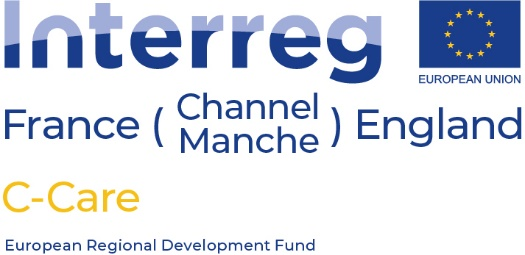 Interreg
EUROPEAN UNION
France ( Channel Manche ) England
C-Care
European Regional Development Fund